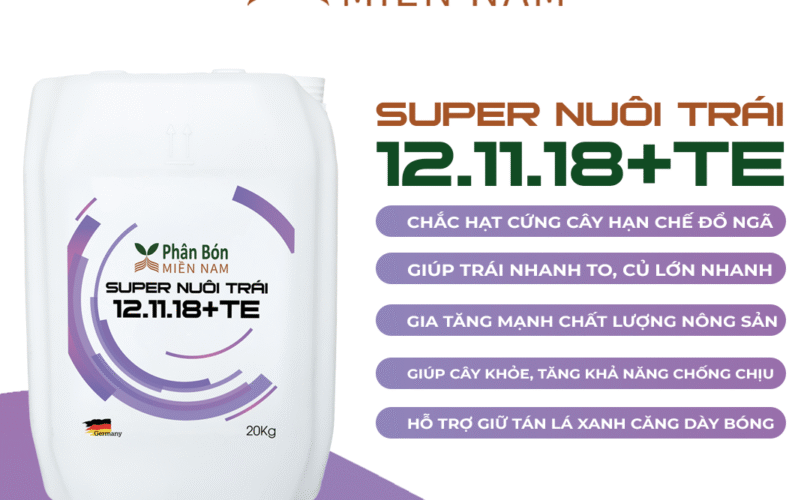 MIỀN NAM
SUPER NUÔI TRÁI
12.11.18+TE
CHẮC HẠT CỨNG CÂY HẠN CHẾ ĐỔ NGÃ
GIÚP TRÁI NHANH TO, CỦ LỚN NHANH
GIA TĂNG MẠNH CHẤT LƯỢNG NÔNG SẢN
GIÚP CÂY KHỎE, TĂNG KHẢ NĂNG CHỐNG CHỊU
HỖ TRỢ GIỮ TÁN LÁ XANH CĂNG DÀY BÓNG
Phân Bón
MIỀN NAM
SUPER NUÔI TRÁI
12.11.18+TE
Germany
20Kg